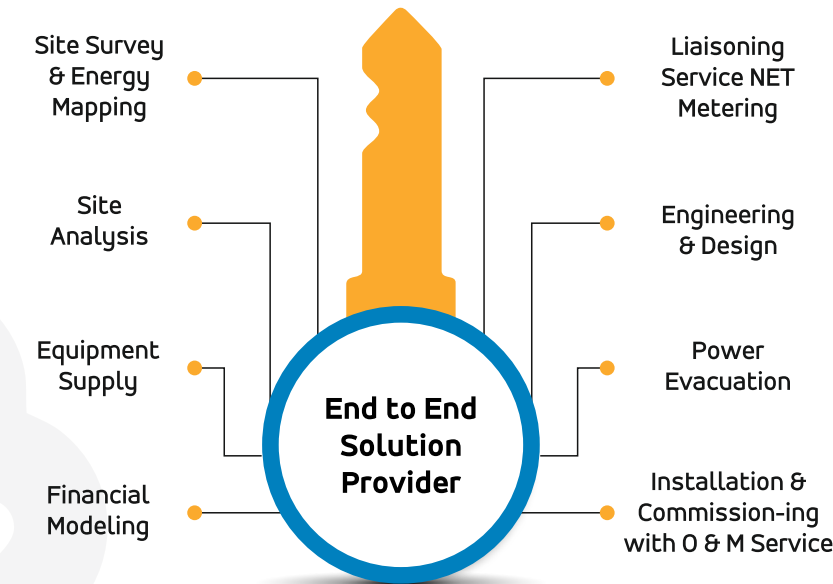 Site Survey
& Energy
Mapping
Site
Analysis
Equipment
Supply
Financial
Modeling
End to End
Solution
Provider
Liaisoning
Service NET
Metering
Engineering
& Design
Power
Evacuation
Installation &
Commission-ing
with O & M Service